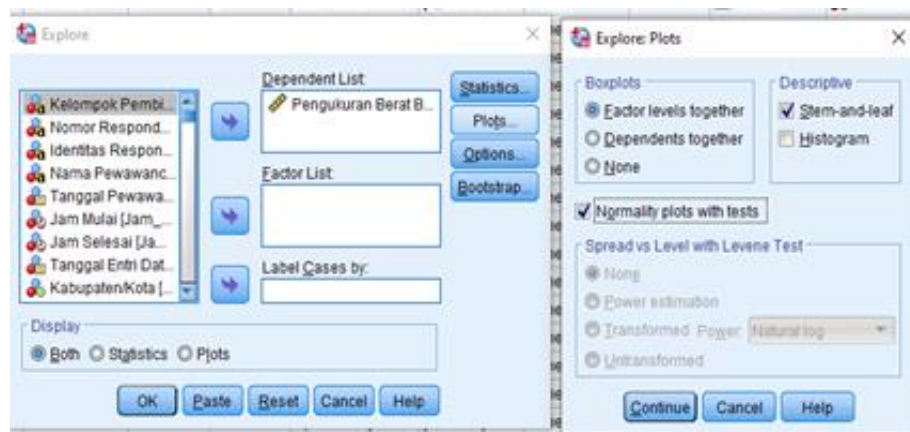 Explore
Dependent List:
Kelompok Pembi...
Nomor Respond...
Identitas Respon...
Nama Pewawanc...
Tanggal Pewawa...
Jam Mulai [Jam_...
Jam Selesai [Ja...
Tanggal Entri Dat...
Kabupaten/Kota [...
Pengukuran Berat B...
Factor List:
Label Cases by:
Statistics...
Plots...
Options...
Bootstrap...
Display
Both Statistics Plots
OK Paste Reset Cancel Help
Explore: Plots
Boxplots
Factor levels together
Dependents together
None
Descriptive
Stem-and-leaf
Histogram
Normality plots with tests
Spread vs Level with Levene Test
None
Power estimation
Transformed Power: Natural log
Untransformed
Continue Cancel Help